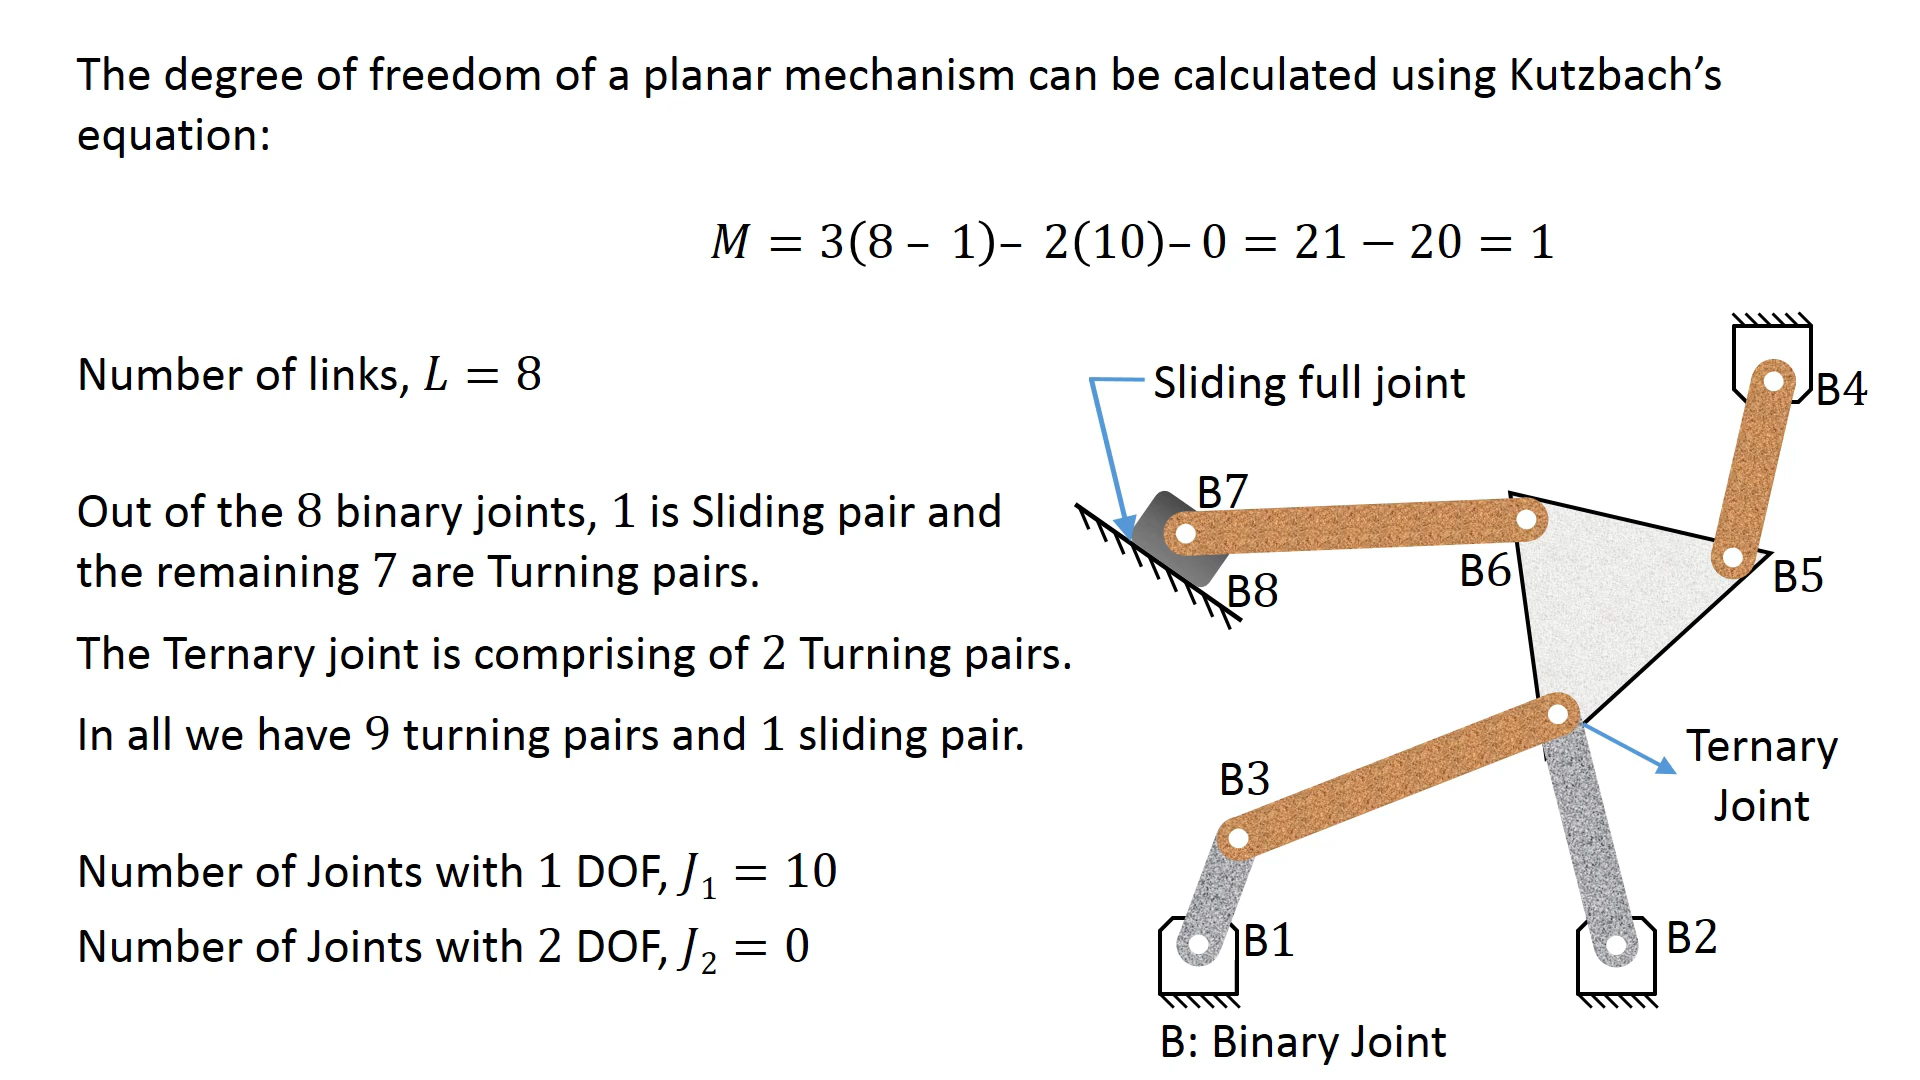 The degree of freedom of a planar mechanism can be calculated using Kutzbach’s
equation:
M = 3(8 – 1)– 2(10)–0 = 21 − 20 = 1
Number of links, L = 8
Out of the 8 binary joints, 1 is Sliding pair and
the remaining 7 are Turning pairs.
The Ternary joint is comprising of 2 Turning pairs.
In all we have 9 turning pairs and 1 sliding pair.
Number of Joints with 1 DOF, J₁ = 10
Number of Joints with 2 DOF, J₂ = 0
Sliding full joint
B4
B7
B6
B5
B8
Ternary
Joint
B3
B1
B2
B: Binary Joint